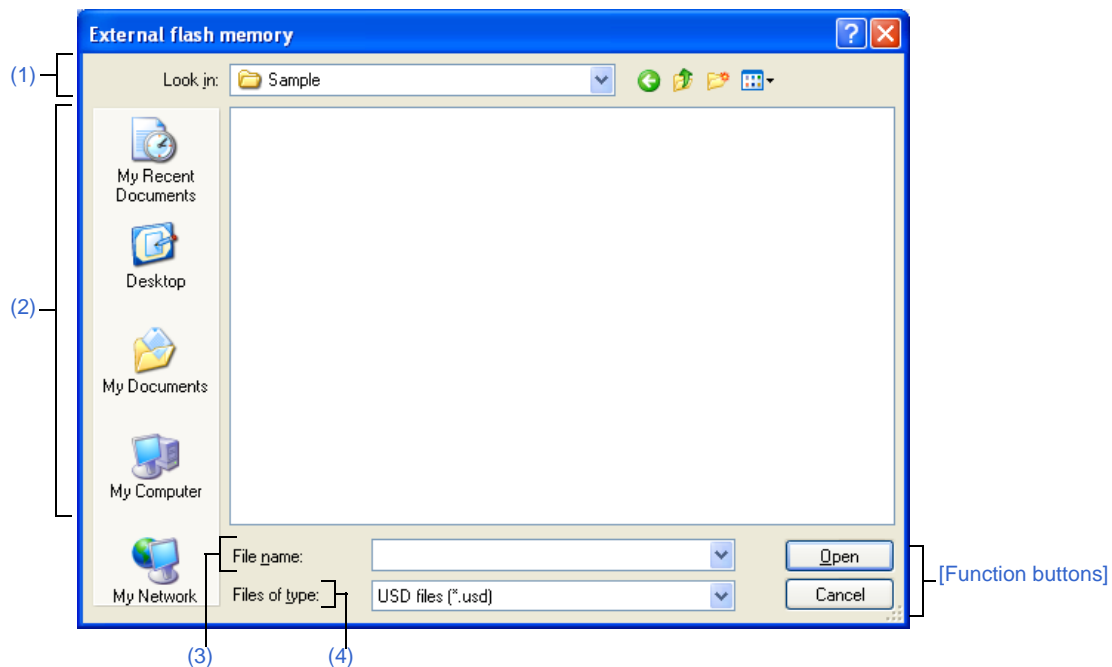 External flash memory
(1)
Look in:
Sample
(2)
My Recent
Documents
Desktop
My Documents
My Computer
My Network
(3)
File name:
Open
[Function buttons]
Files of type:
USD files (*.usd)
Cancel
(3)
(4)